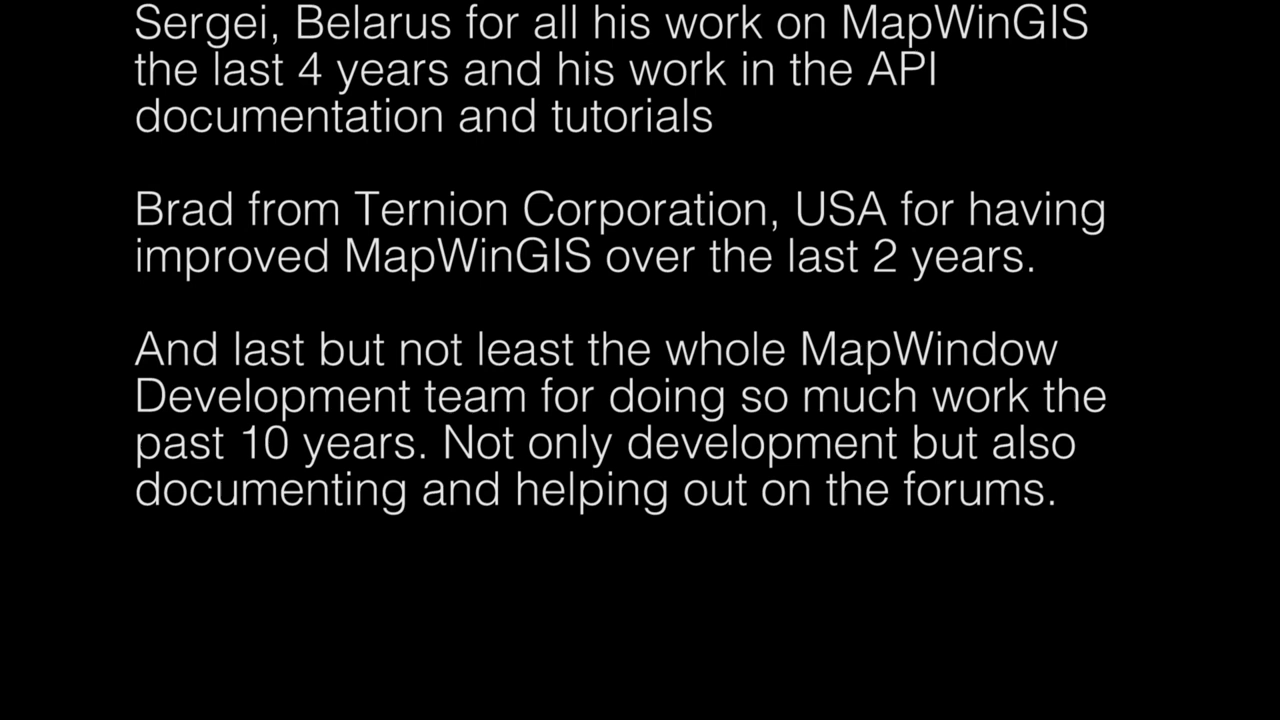 Sergei, Belarus for all his work on MapWinGIS
the last 4 years and his work in the API
documentation and tutorials
Brad from Ternion Corporation, USA for having
improved MapWinGIS over the last 2 years.
And last but not least the whole MapWindow
Development team for doing so much work the
past 10 years. Not only development but also
documenting and helping out on the forums.